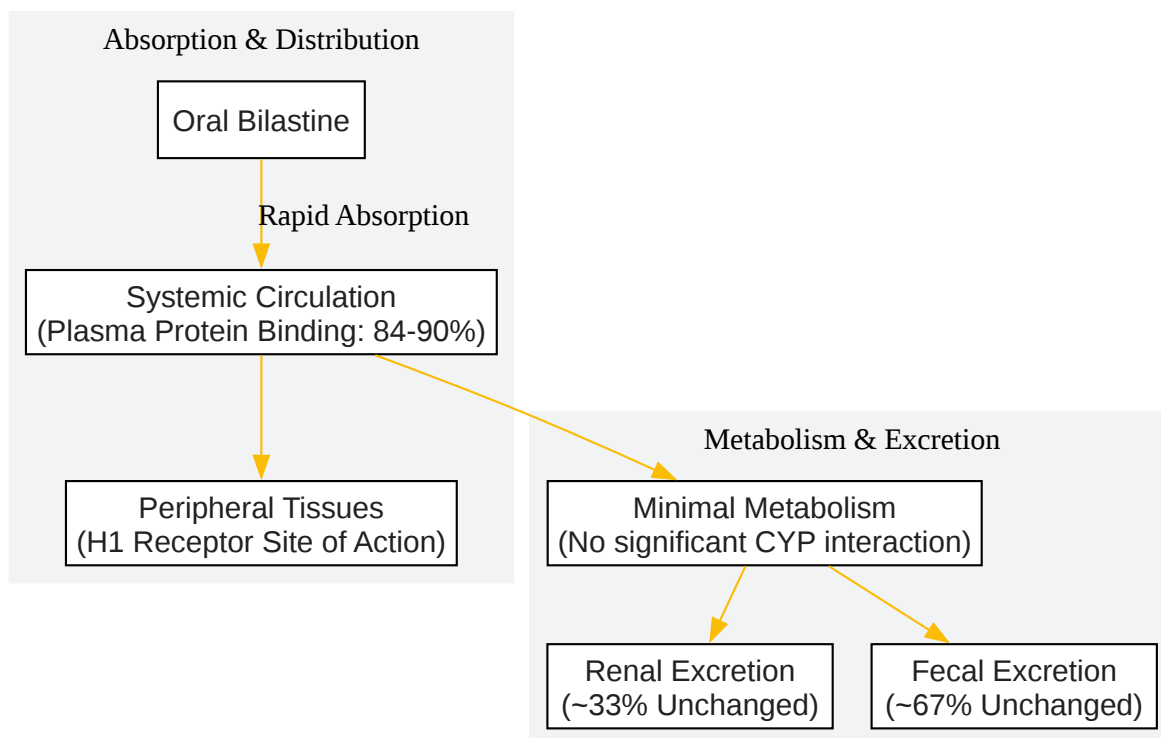 Absorption & Distribution
Oral Bilastine
Rapid Absorption
Systemic Circulation
(Plasma Protein Binding: 84-90%)
Peripheral Tissues
(H1 Receptor Site of Action)
Metabolism & Excretion
Minimal Metabolism
(No significant CYP interaction)
Renal Excretion
(~33% Unchanged)
Fecal Excretion
(~67% Unchanged)